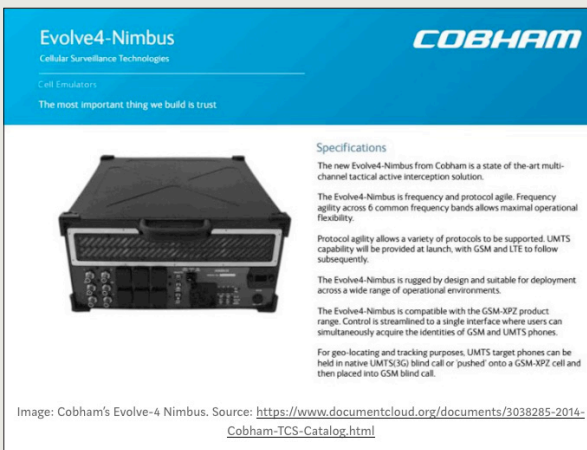 Evolve4-Nimbus
COBHAM
Cellular Surveillance Technologies
Cell Emulators
The most important thing we build is trust
Specifications
The new Evolve4-Nimbus from Cobham is a state of-the-art multi-
channel tactical active interception solution.
The Evolve4-Nimbus is frequency and protocol agile. Frequency
agility across 6 common frequency bands allows maximal operational
flexibility.
Protocol agility allows a variety of protocols to be supported. UMTS
capability will be provided at launch, with GSM and LTE to follow
subsequently.
The Evolve4-Nimbus is rugged by design and suitable for deployment
across a wide range of operational environments.
The Evolve4-Nimbus is compatible with the GSM-XPZ product
range. Control is streamlined to a single interface where users can
simultaneously acquire the identities of GSM and UMTS phones.
For geo-locating and tracking purposes, UMTS target phones can be
held in native UMTS(3G) blind call or 'pushed' onto a GSM-XPZ cell and
then placed into GSM blind call.
Image: Cobham's Evolve-4 Nimbus. Source: https://www.documentcloud.org/documents/3038285-2014-
Cobham-TCS-Catalog.html